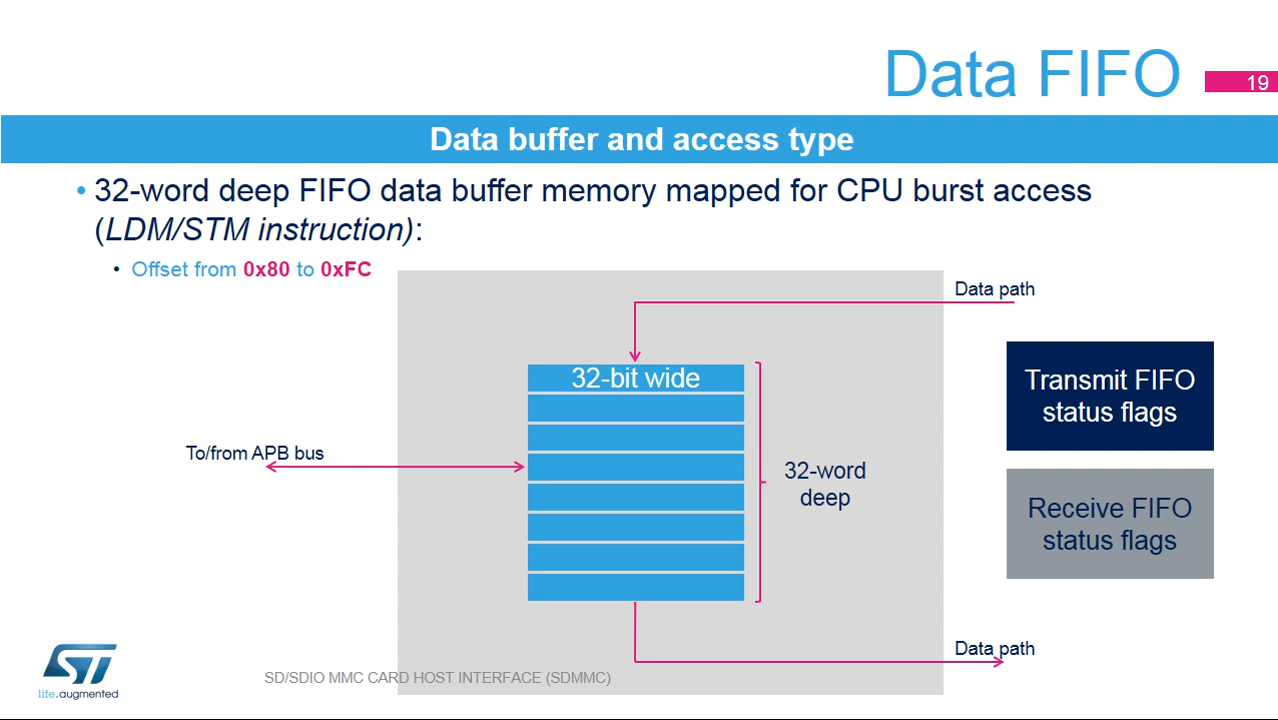 Data FIFO
19
Data buffer and access type
• 32-word deep FIFO data buffer memory mapped for CPU burst access
(LDM/STM instruction):
• Offset from 0x80 to 0xFC
Data path
32-bit wide
Transmit FIFO
status flags
To/from APB bus
32-word
deep
Receive FIFO
status flags
Data path
ST
life.augmented
SD/SDIO MMC CARD HOST INTERFACE (SDMMC)